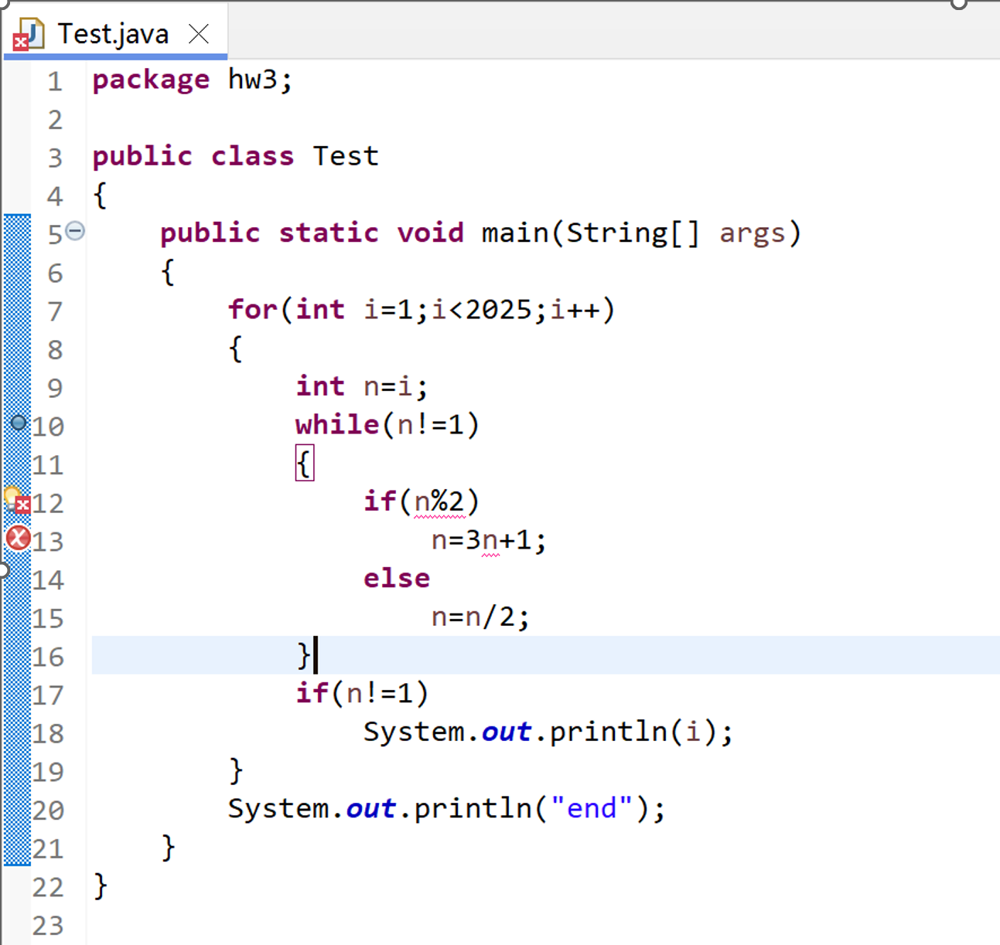 Test.java
1 package hw3;
2
3 public class Test
4 {
5     public static void main(String[] args)
6     {
7         for(int i=1;i<2025;i++)
8         {
9             int n=i;
10             while(n!=1)
11             {
12                 if(n%2)
13                     n=3n+1;
14                 else
15                     n=n/2;
16             }
17             if(n!=1)
18                 System.out.println(i);
19         }
20         System.out.println("end");
21     }
22 }
23